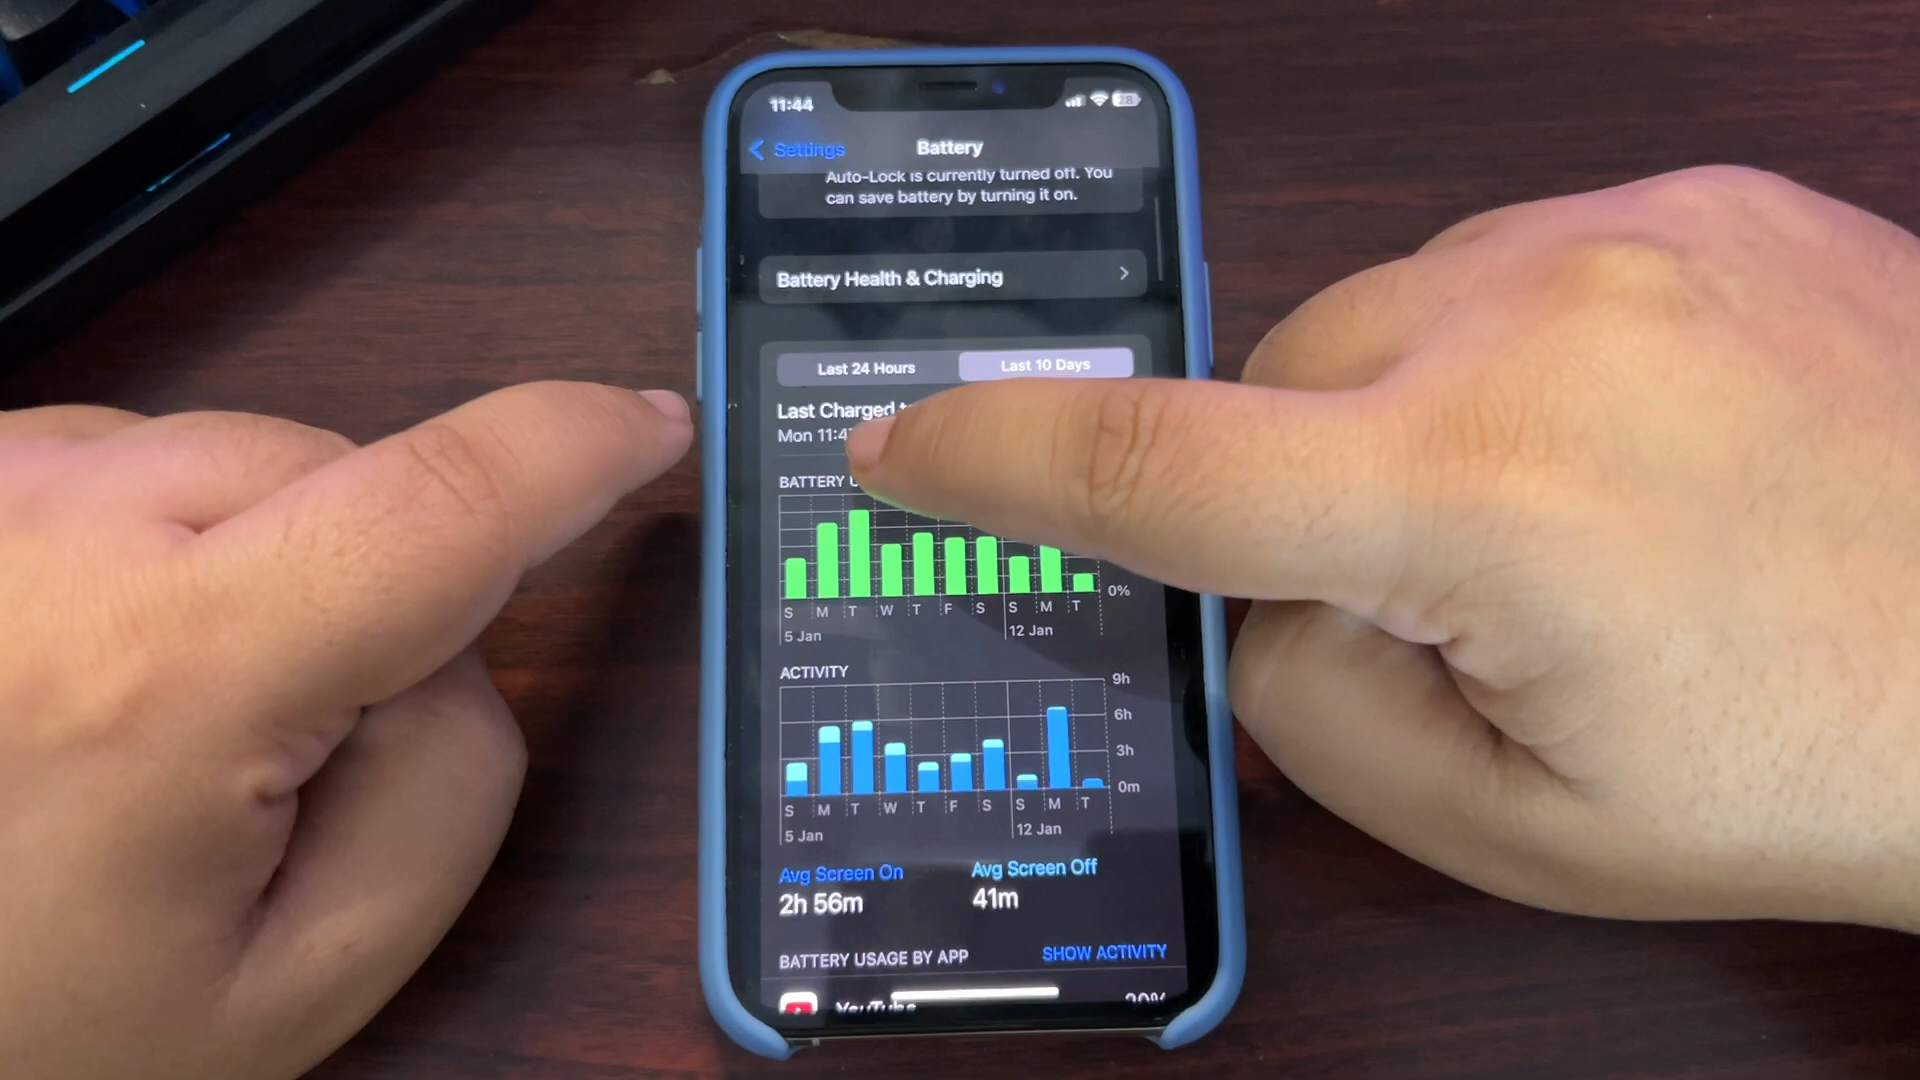 11:44
28
Settings
Battery
Auto-Lock is currently turned off. You
can save battery by turning it on.
Battery Health & Charging
Last 24 Hours
Last 10 Days
Last Charged
Mon
BATTERY
0%
S M T W T F S S M T
5 Jan
12 Jan
ACTIVITY
9h
6h
3h
0m
S M T W T F S S M T
5 Jan
12 Jan
Avg Screen On
Avg Screen Off
2h 56m
41m
BATTERY USAGE BY APP
SHOW ACTIVITY
YouTube